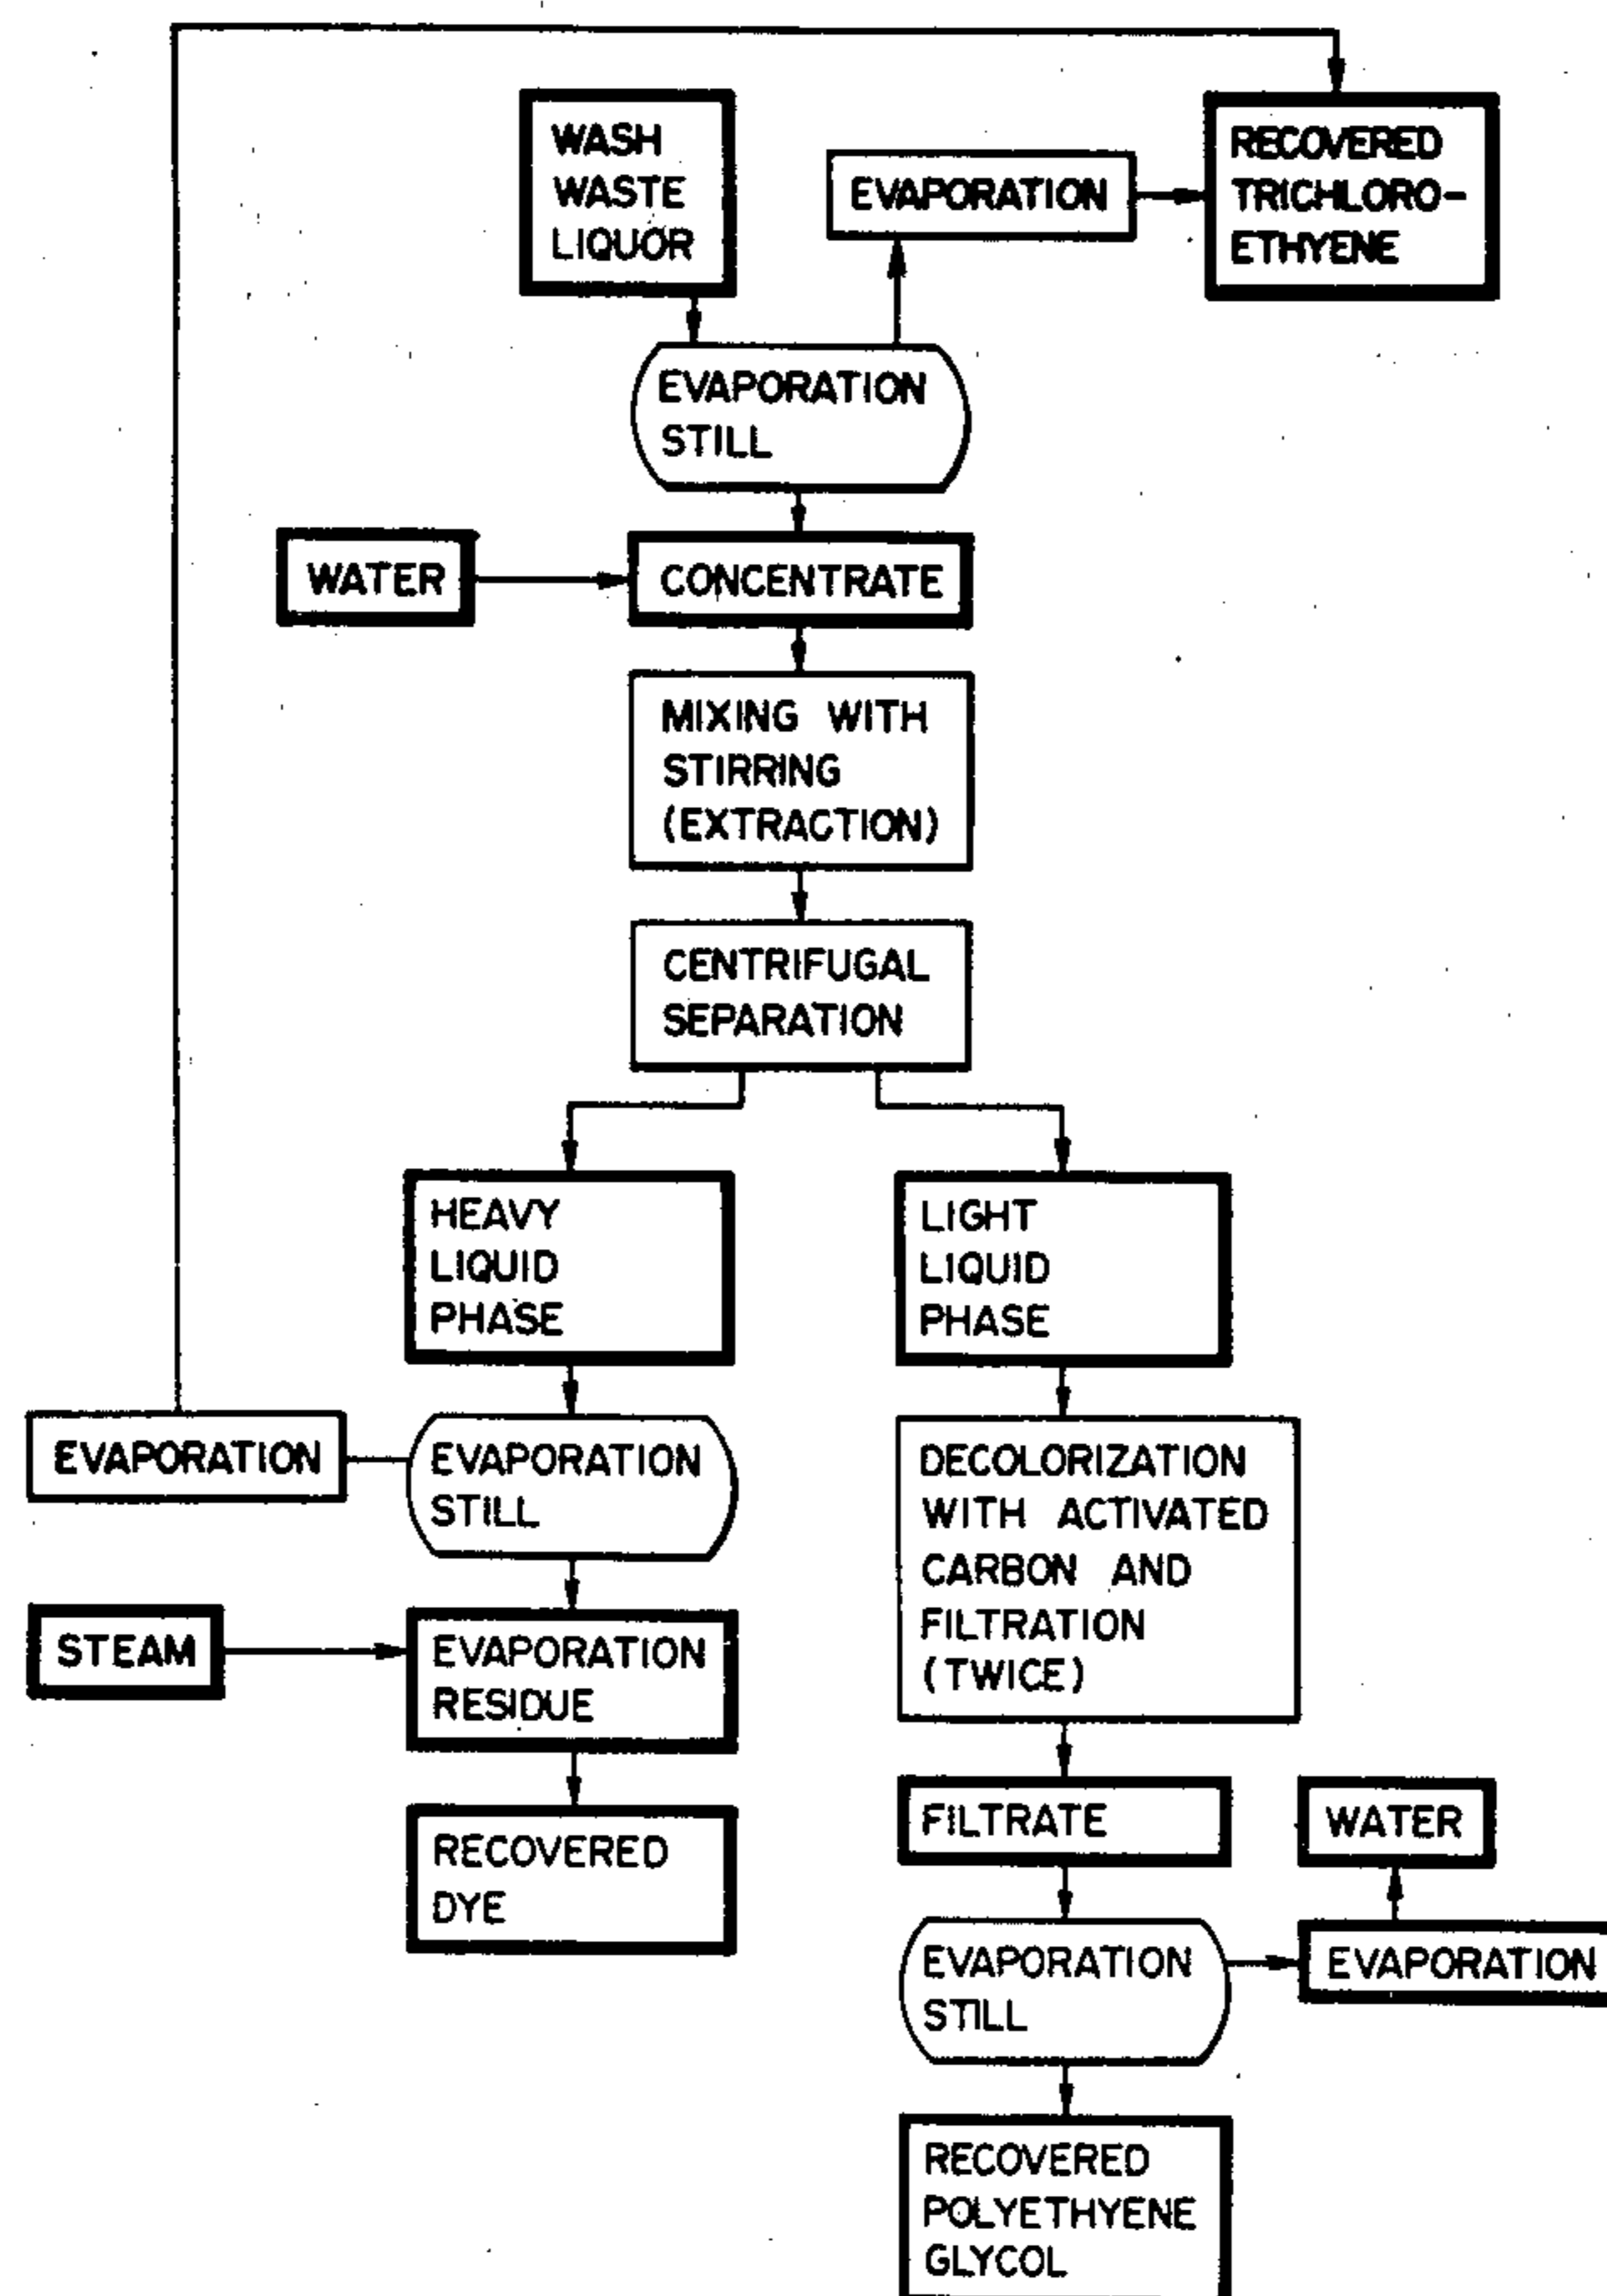 WASH
WASTE
LIQUOR
EVAPORATION
RECOVERED
TRICHLORO-
ETHYENE
EVAPORATION
STILL
WATER
CONCENTRATE
MIXING WITH
STIRRING
(EXTRACTION)
CENTRIFUGAL
SEPARATION
HEAVY
LIQUID
PHASE
LIGHT
LIQUID
PHASE
EVAPORATION
EVAPORATION
STILL
DECOLORIZATION
WITH ACTIVATED
CARBON AND
FILTRATION
(TWICE)
STEAM
EVAPORATION
RESIDUE
RECOVERED
DYE
FILTRATE
WATER
EVAPORATION
STILL
EVAPORATION
RECOVERED
POLYETHYENE
GLYCOL